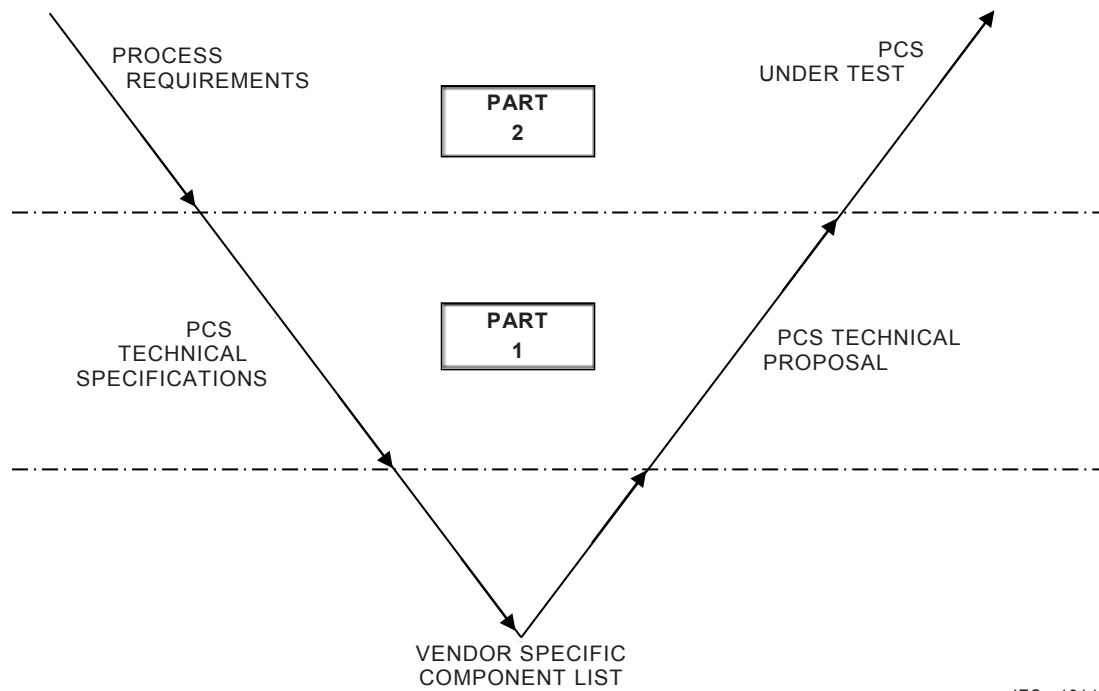 PROCESS
REQUIREMENTS
PCS
UNDER TEST
PART
2
PART
1
PCS
TECHNICAL
SPECIFICATIONS
PCS TECHNICAL
PROPOSAL
VENDOR SPECIFIC
COMPONENT LIST